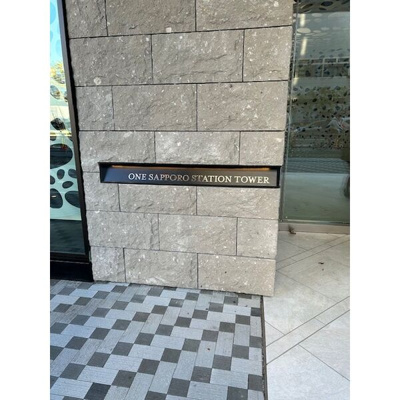 ONE SAPPORO STATION TOWER